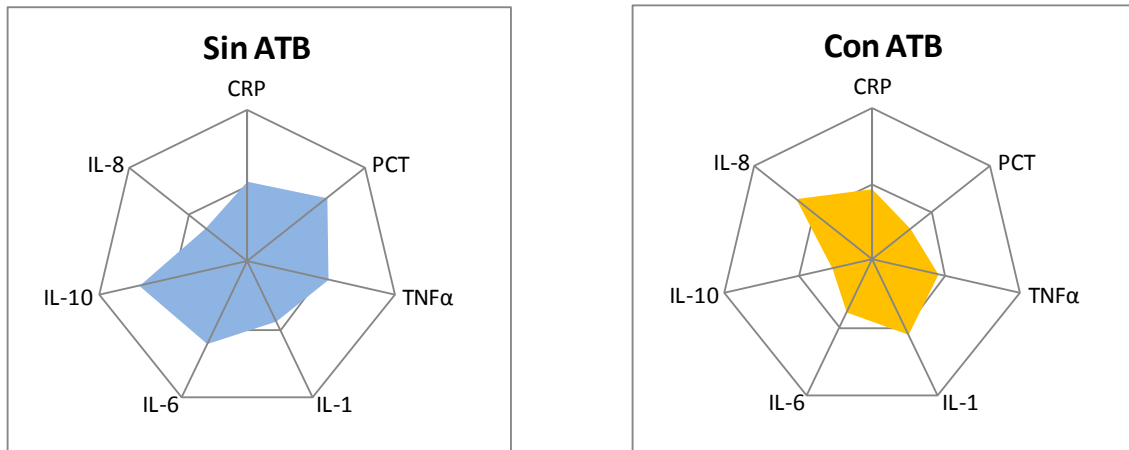 Sin ATB
CRP
PCT
TNFα
IL-1
IL-6
IL-10
IL-8
Con ATB
CRP
PCT
TNFα
IL-1
IL-6
IL-10
IL-8